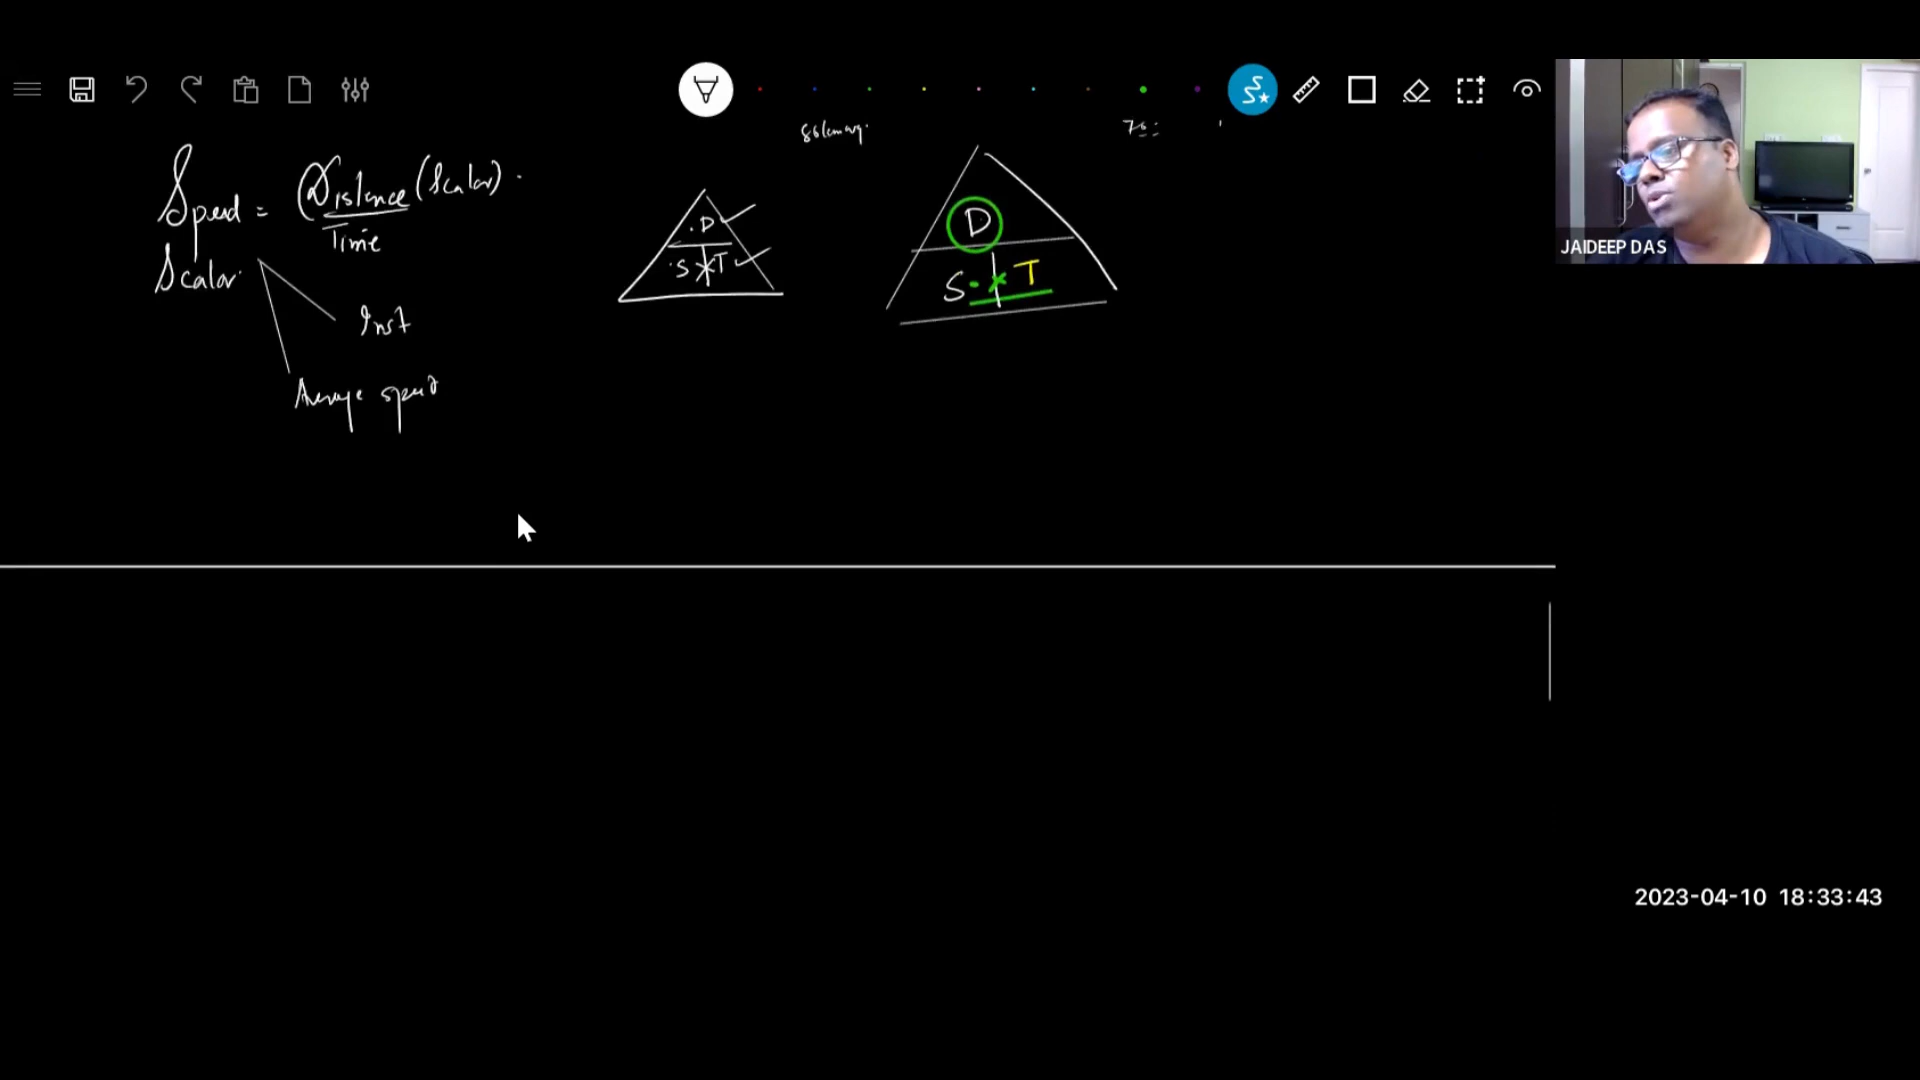 Speed = Distance (Scalar).
Time
Scalar.
Inst
Average speed
.D
.S × T
D
S · × T
JAIDEEP DAS
2023-04-10 18:33:43